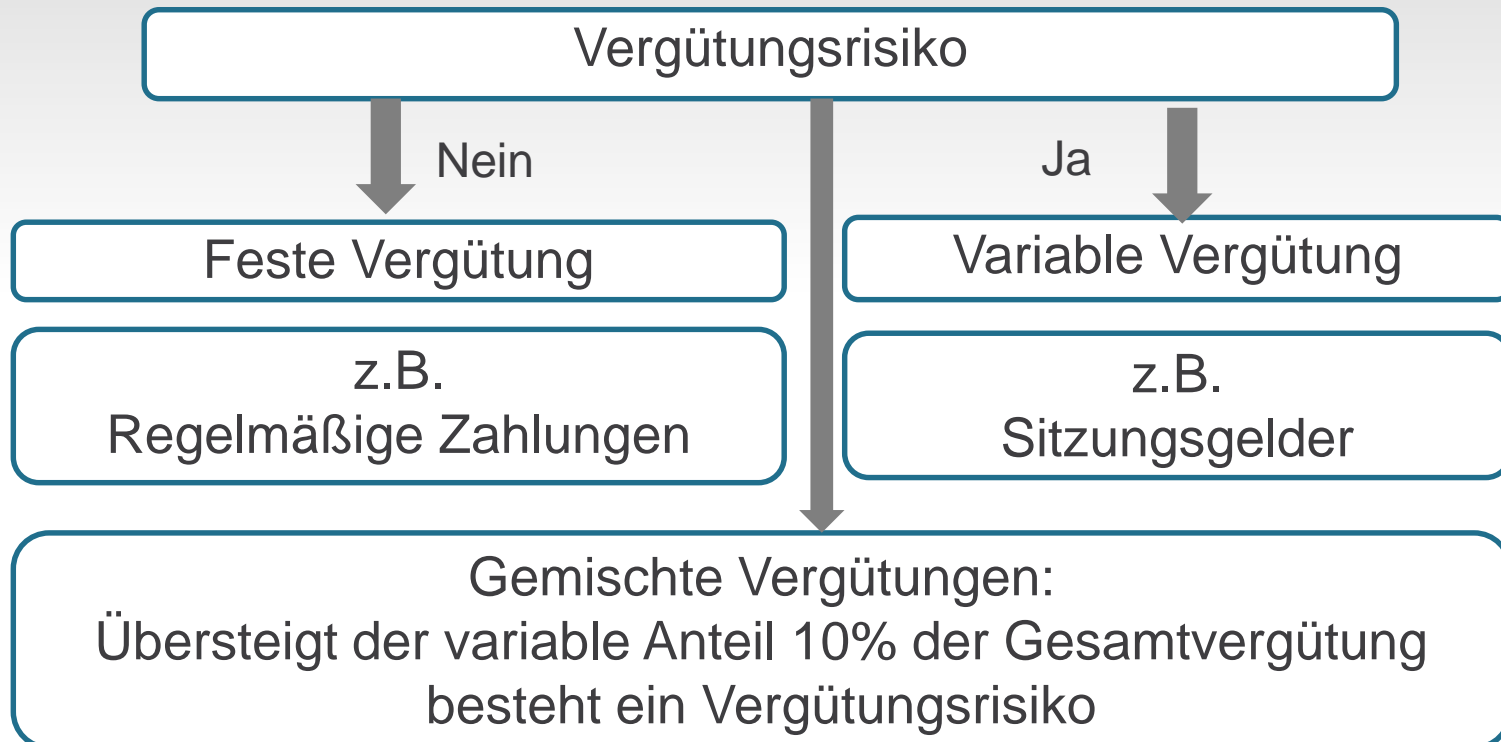 Vergütungsrisiko
Nein
Ja
Feste Vergütung
Variable Vergütung
z.B.
Regelmäßige Zahlungen
z.B.
Sitzungsgelder
Gemischte Vergütungen:
Übersteigt der variable Anteil 10% der Gesamtvergütung
besteht ein Vergütungsrisiko